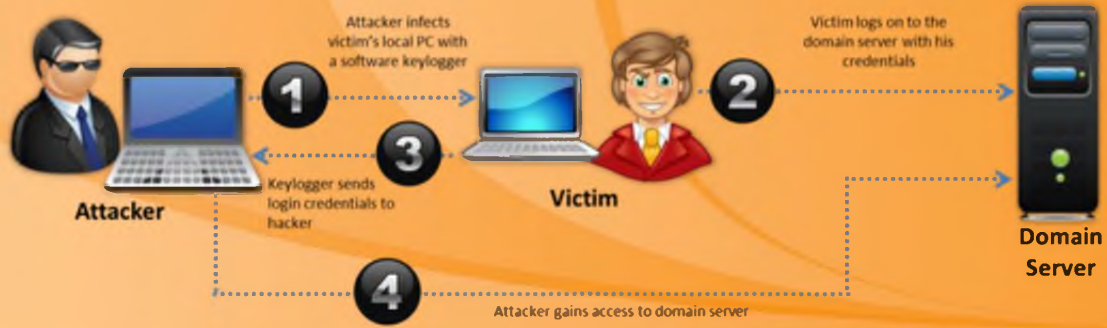 Attacker infects
victim's local PC with
a software keylogger
Victim logs on to the
domain server with his
credentials
1
2
3
Keylogger sends
login credentials to
hacker
Attacker
Victim
Domain
Server
4
Attacker gains access to domain server